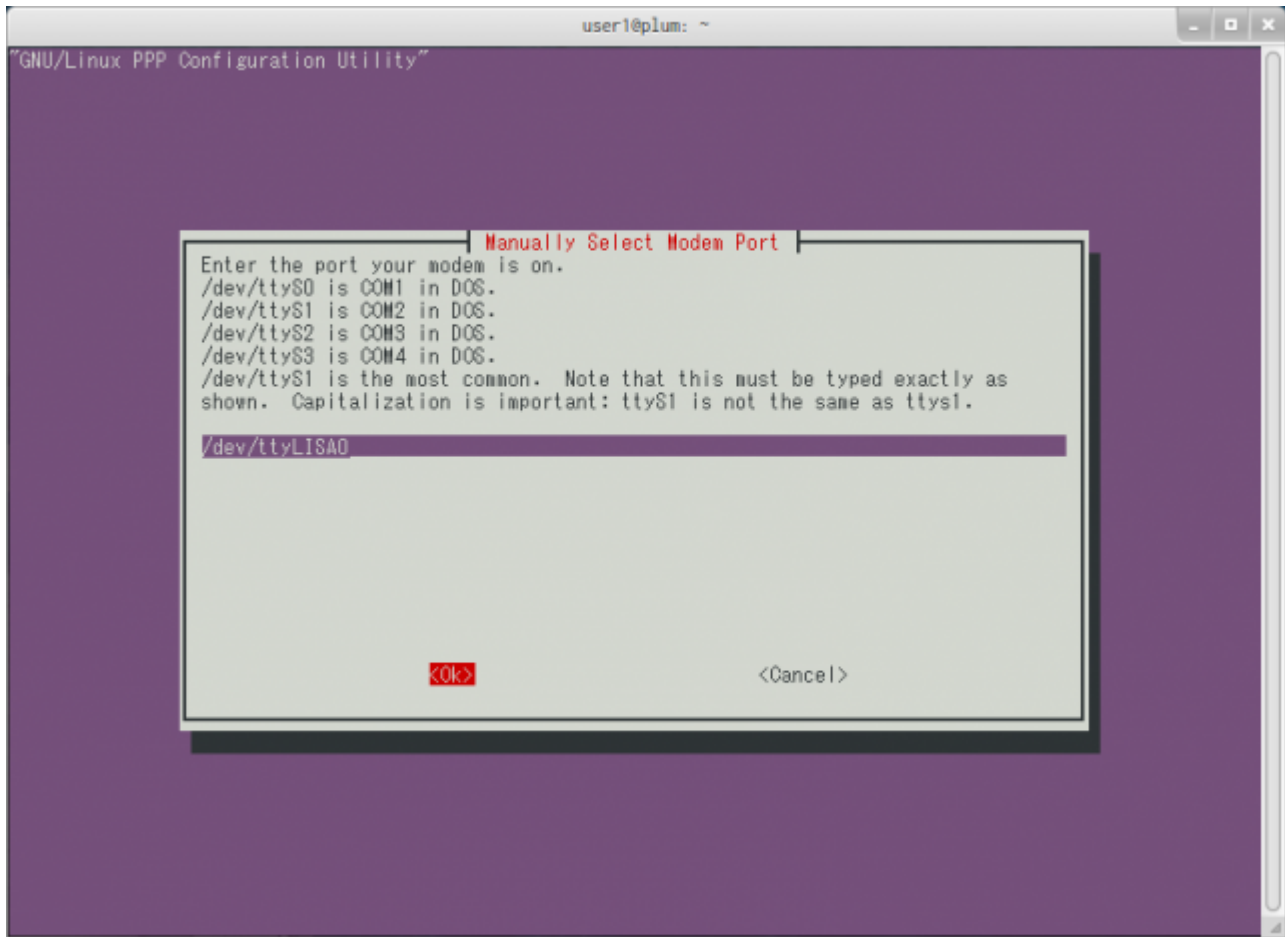 user1@plum: ~
"GNU/Linux PPP Configuration Utility"
Manually Select Modem Port
Enter the port your modem is on.
/dev/ttyS0 is COM1 in DOS.
/dev/ttyS1 is COM2 in DOS.
/dev/ttyS2 is COM3 in DOS.
/dev/ttyS3 is COM4 in DOS.
/dev/ttyS1 is the most common.  Note that this must be typed exactly as
shown.  Capitalization is important: ttyS1 is not the same as ttys1.
/dev/ttyLISA0
<Ok> <Cancel>